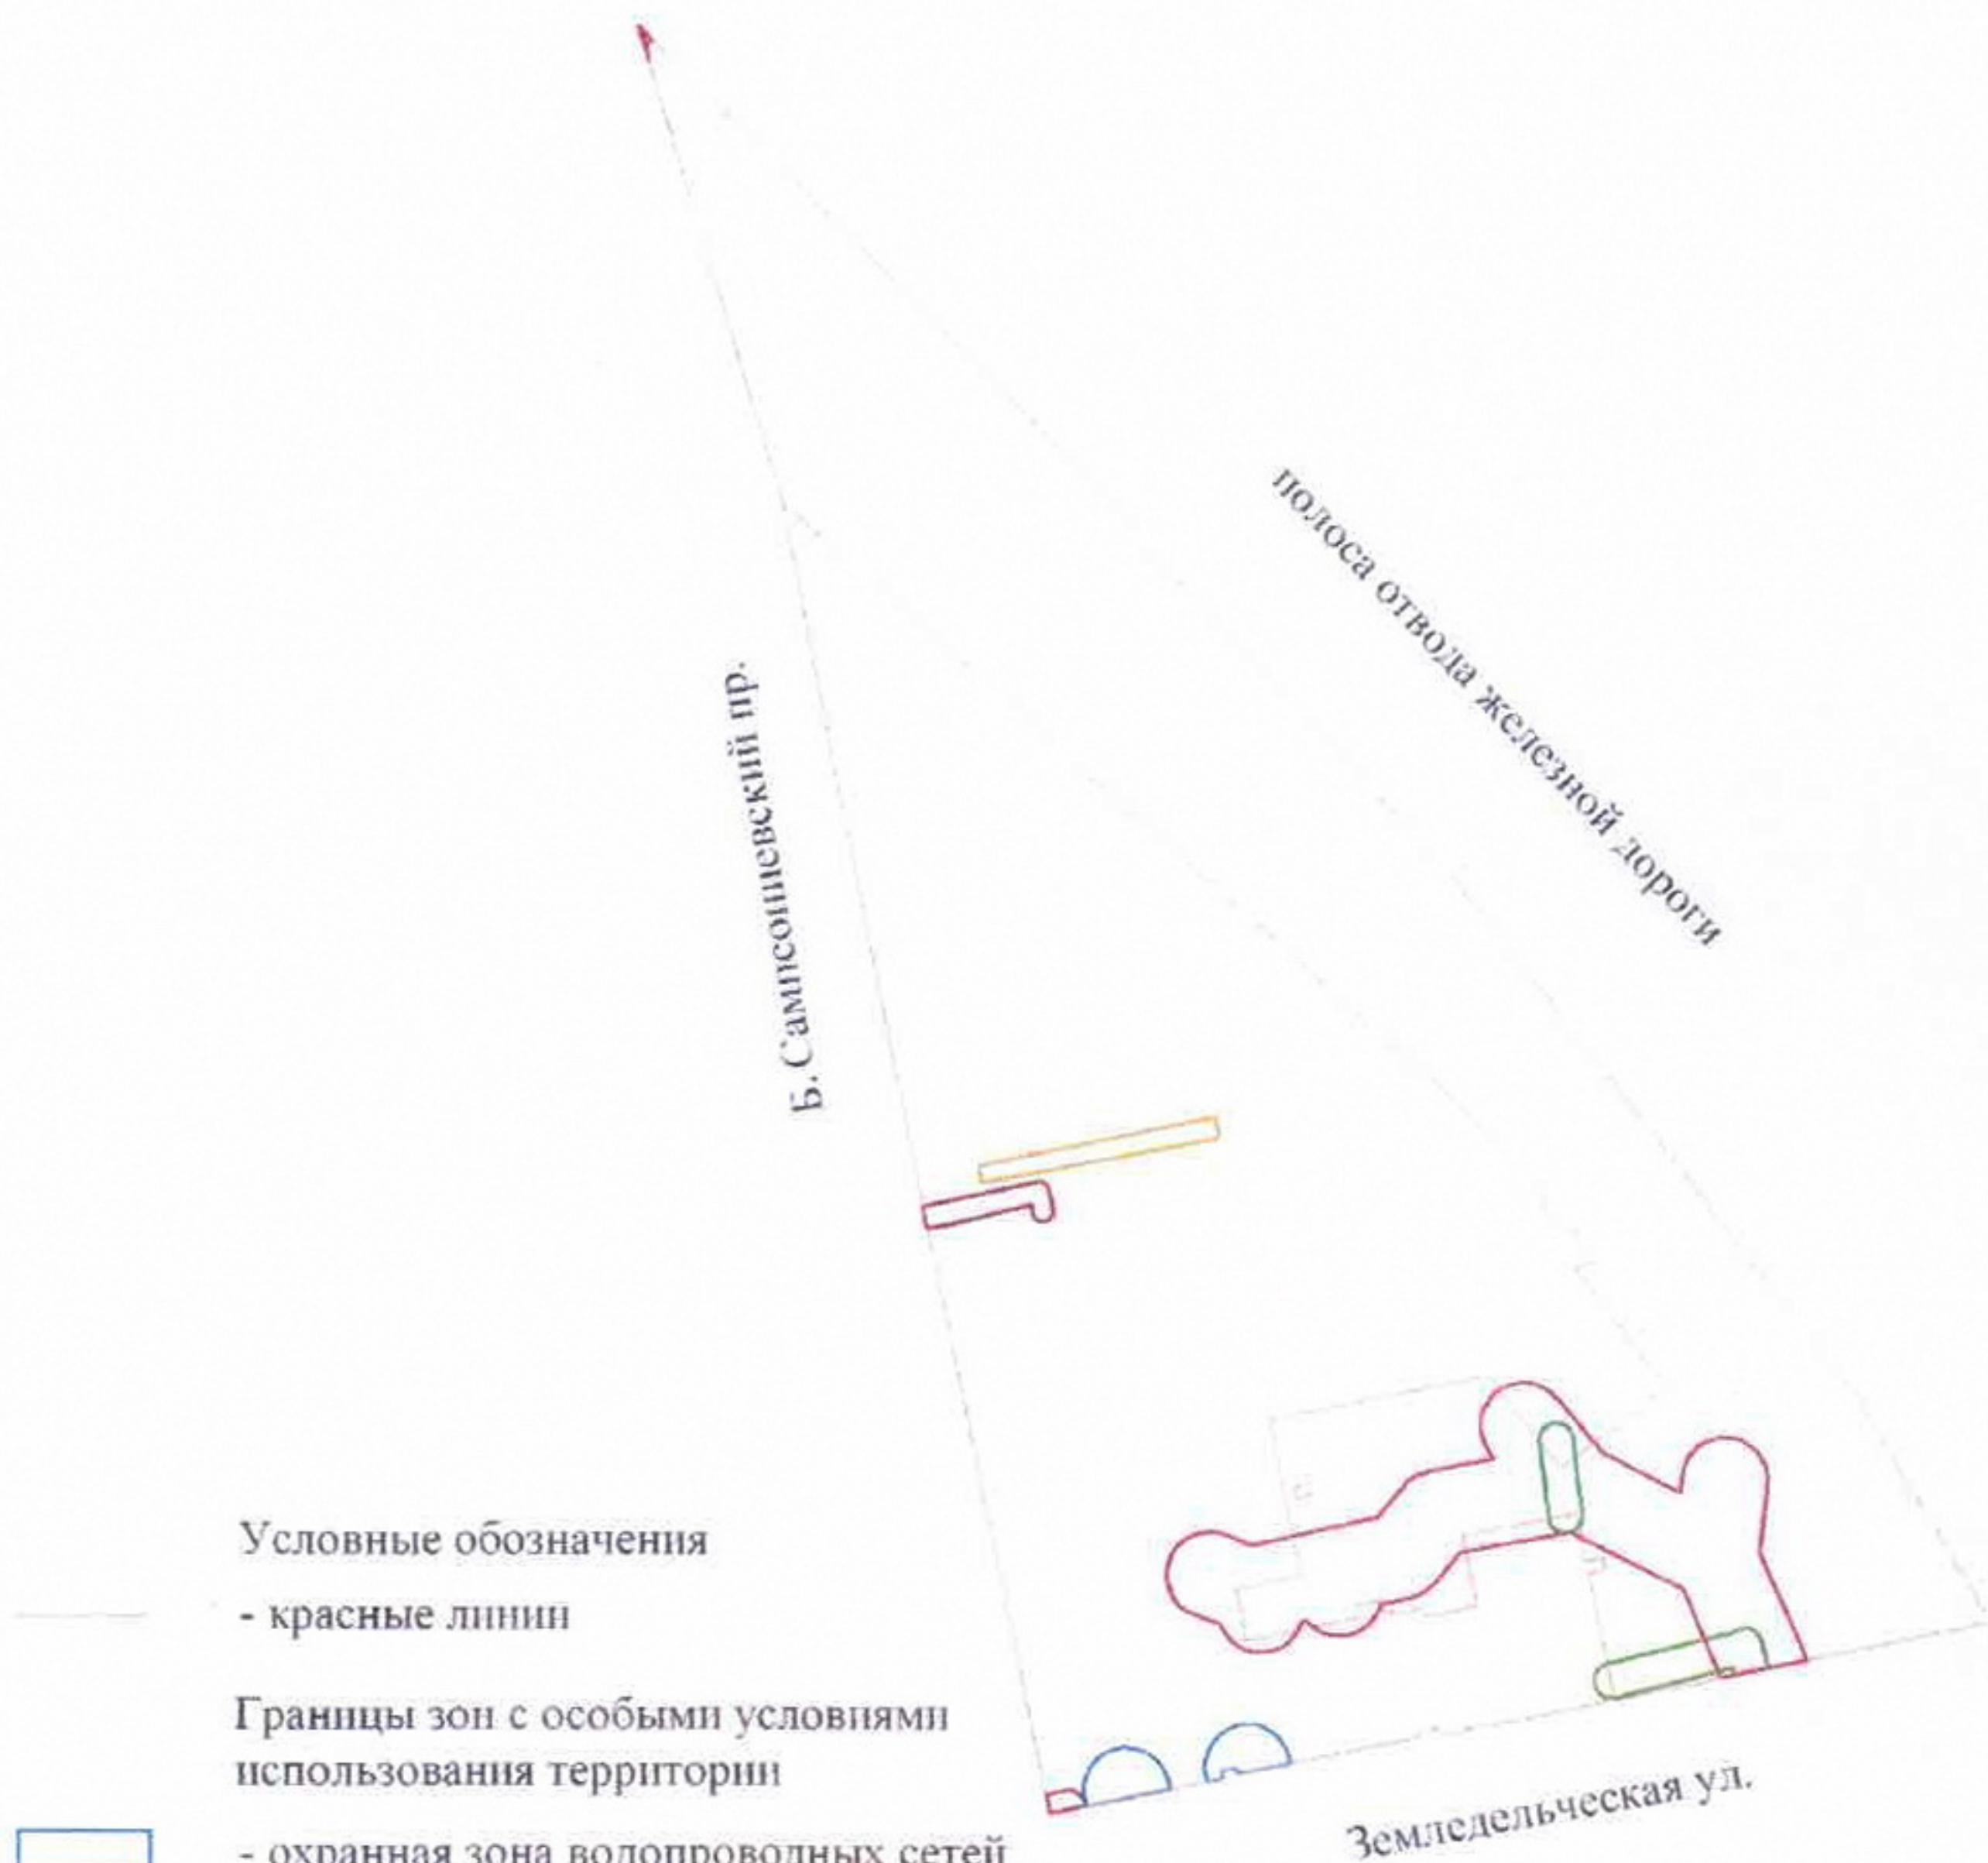 полоса отвода железной дороги
Б. Сампсониевский пр.
Условные обозначения
- красные линии
Границы зон с особыми условиями
использования территории
- охранная зона водопроводных сетей
Земледельческая ул.